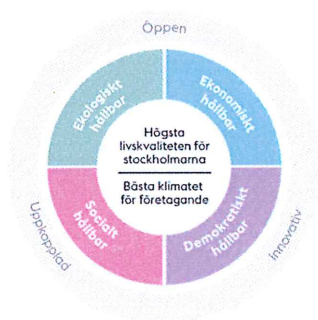 Öppen
Ekologiskt
hållbar
Ekonomiskt
hållbar
Högsta
livskvaliteten för
stockholmarna
Bästa klimatet
för företagande
Socialt
hållbar
Demokratiskt
hållbar
Uppkopplad
Innovativ